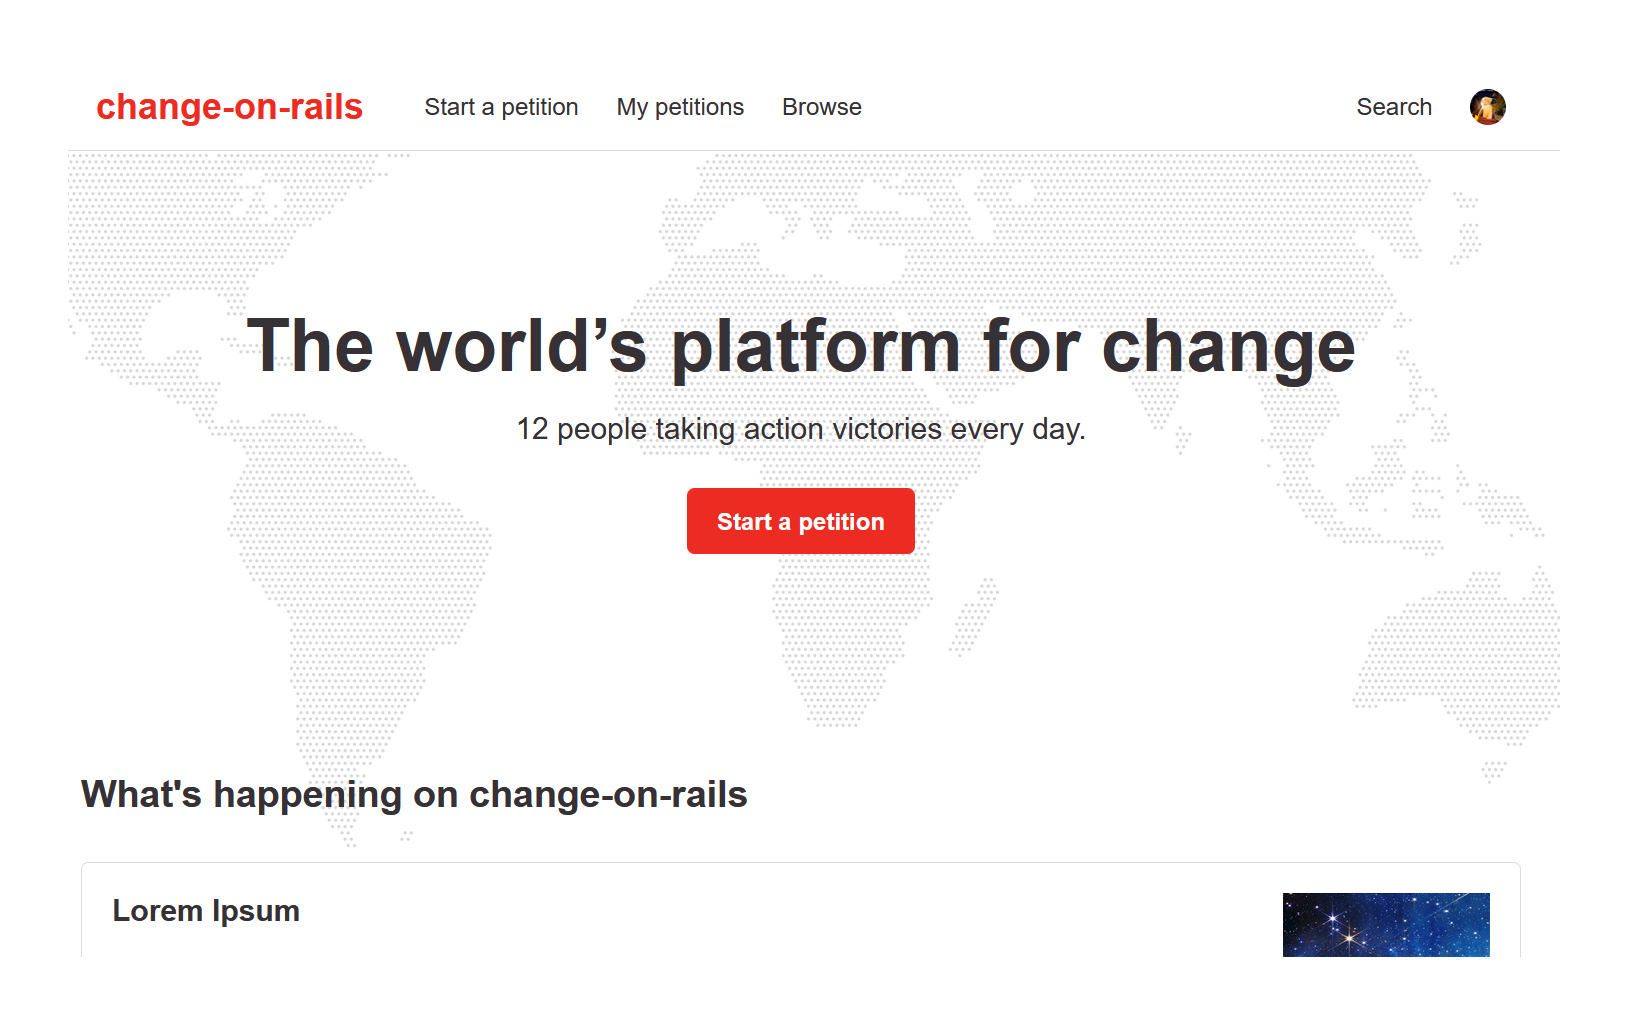 change-on-rails Start a petition My petitions Browse Search
The world’s platform for change
12 people taking action victories every day.
Start a petition
What's happening on change-on-rails
Lorem Ipsum